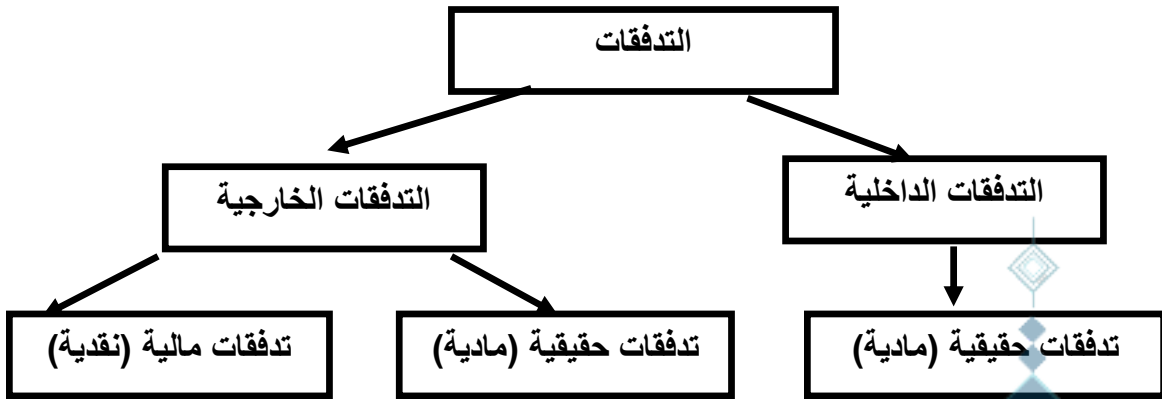 التدفقات
التدفقات الداخلية
التدفقات الخارجية
تدفقات حقيقية (مادية)
تدفقات حقيقية (مادية)
تدفقات مالية (نقدية)